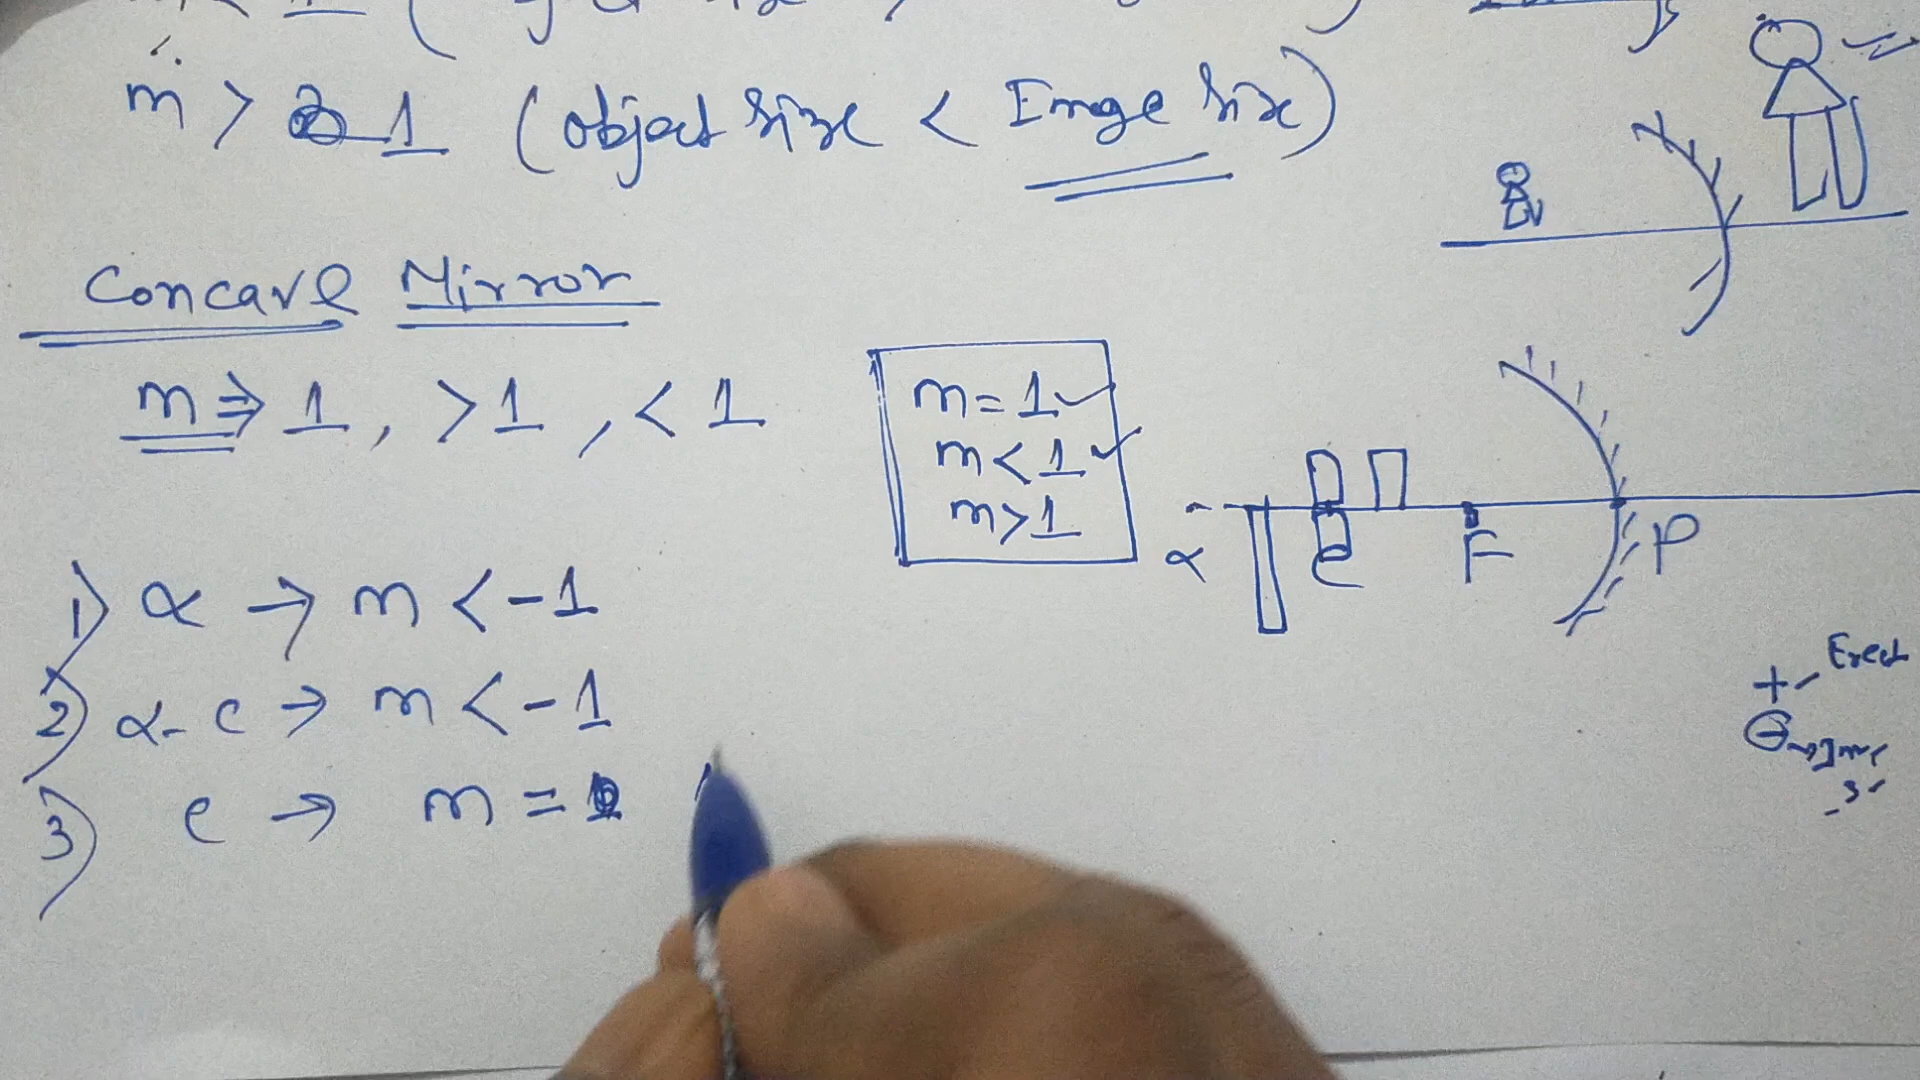 m > 1 (object size < Image size)
Concave Mirror
m ⇒ 1, >1, <1
m = 1 ✓
m < 1 ✓
m > 1
1) α → m < -1
2) α - c → m < -1
3) c → m =
α
C
F
P
+ Erect